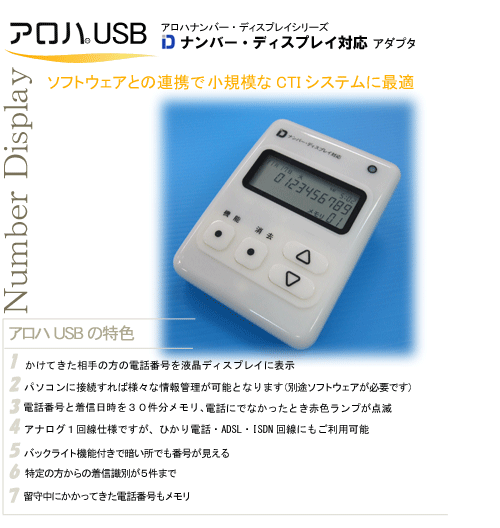 アロハ® USB
アロハナンバー・ディスプレイシリーズ
D ナンバー・ディスプレイ対応 アダプタ
ソフトウェアとの連携で小規模な CTI システムに最適
Number Display
D ナンバー・ディスプレイ対応
0123456789
01
機能 消去
アロハ USB の特色
1 かけてきた相手の方の電話番号を液晶ディスプレイに表示
2 パソコンに接続すれば様々な情報管理が可能となります(別途ソフトウェアが必要です)
3 電話番号と着信日時を30件分メモリ、電話にでなかったとき赤色ランプが点滅
4 アナログ1回線仕様ですが、ひかり電話・ADSL・ISDN回線にもご利用可能
5 バックライト機能付きで暗い所でも番号が見える
6 特定の方からの着信識別が5件まで
7 留守中にかかってきた電話番号もメモリ